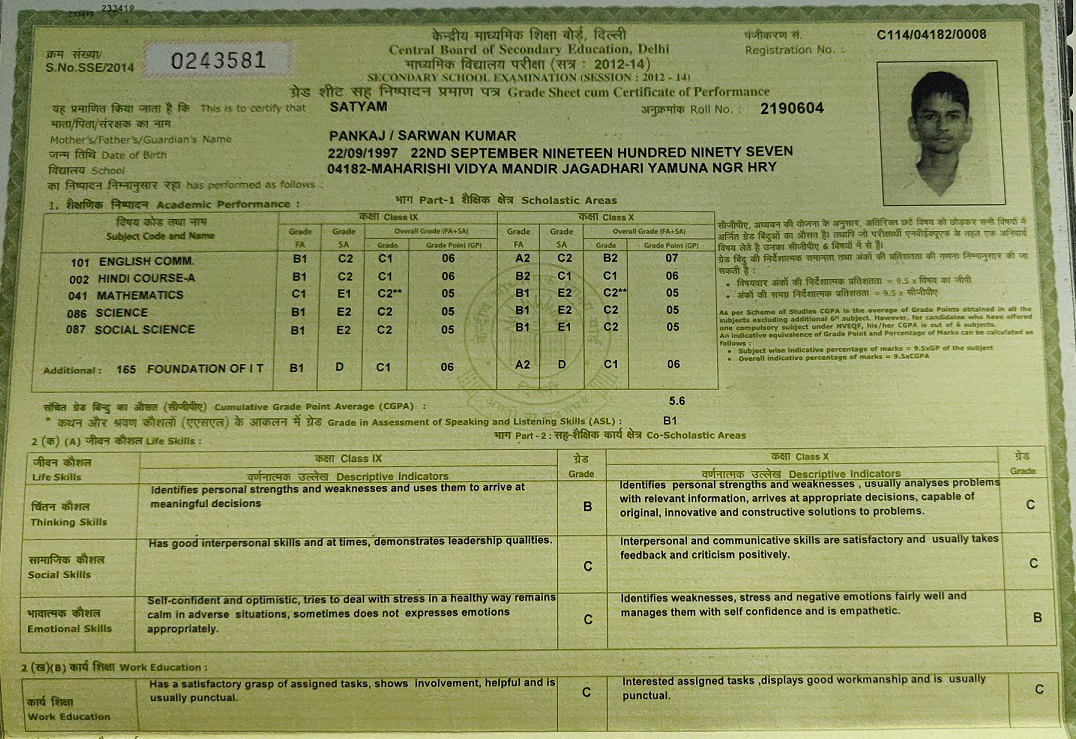 233419
क्रम संख्या/
S.No.SSE/2014 0243581
केन्द्रीय माध्यमिक शिक्षा बोर्ड, दिल्ली
Central Board of Secondary Education, Delhi
माध्यमिक विद्यालय परीक्षा (सत्र : 2012-14)
SECONDARY SCHOOL EXAMINATION (SESSION : 2012 - 14)
पंजीकरण सं. C114/04182/0008
Registration No. :
ग्रेड शीट सह निष्पादन प्रमाण पत्र Grade Sheet cum Certificate of Performance
यह प्रमाणित किया जाता है कि This is to certify that SATYAM अनुक्रमांक Roll No. : 2190604
माता/पिता/संरक्षक का नाम
Mother's/Father's/Guardian's Name PANKAJ / SARWAN KUMAR
जन्म तिथि Date of Birth 22/09/1997 22ND SEPTEMBER NINETEEN HUNDRED NINETY SEVEN
विद्यालय School 04182-MAHARISHI VIDYA MANDIR JAGADHARI YAMUNA NGR HRY
का निष्पादन निम्नानुसार रहा has performed as follows :
1. शैक्षणिक निष्पादन Academic Performance : भाग Part-1 शैक्षिक क्षेत्र Scholastic Areas
विषय कोड तथा नाम
Subject Code and Name
कक्षा Class IX कक्षा Class X
Grade Grade Overall Grade (FA+SA) Grade Grade Overall Grade (FA+SA)
FA SA Grade Grade Point (GP) FA SA Grade Grade Point (GP)
101 ENGLISH COMM. B1 C2 C1 06 A2 C2 B2 07
002 HINDI COURSE-A B2 C2 C1 06 B2 C1 C1 06
041 MATHEMATICS C1 E1 C2** 05 B1 E2 C2** 05
086 SCIENCE B1 E2 C2 05 B1 E2 C2 05
087 SOCIAL SCIENCE B1 E2 C2 05 B1 E1 C2 05
Additional : 165 FOUNDATION OF I T B1 D C1 06 A2 D C1 06
सीजीपीए, अध्ययन की योजना के अनुसार, अतिरिक्त छठे विषय को छोडकर सभी विषयों में
अर्जित ग्रेड बिंदुओं का औसत है। तथापि जो परीक्षार्थी एनवीईक्यूएफ के तहत एक अनिवार्य
विषय लेते है उनका सीजीपीए 6 विषयों में से है।
ग्रेड बिंदु की निर्देशात्मक समानता तथा अंकों की प्रतिशतता की गणना निम्नानुसार की जा
सकती है :
• विषयवार अंकों की निर्देशात्मक प्रतिशतता = 9.5 x विषय का जीपी
• अंकों की समग्र निर्देशात्मक प्रतिशतता = 9.5 x सीजीपीए
As per Scheme of Studies CGPA is the average of Grade Points obtained in all the
subjects excluding additional 6th subject. However, for candidates who have offered
one compulsory subject under NVEQF, his/her CGPA is out of 6 subjects.
An indicative equivalence of Grade Point and Percentage of Marks can be calculated as
follows :
• Subject wise indicative percentage of marks = 9.5xGP of the subject
• Overall indicative percentage of marks = 9.5xCGPA
संचित ग्रेड बिन्दु का औसत (सीजीपीए) Cumulative Grade Point Average (CGPA) : 5.6
* कथन और श्रवण कौशलों (एएसएल) के आकलन में ग्रेड Grade in Assessment of Speaking and Listening Skills (ASL) : B1
2 (क) (A) जीवन कौशल Life Skills : भाग Part - 2 : सह-शैक्षिक कार्य क्षेत्र Co-Scholastic Areas
जीवन कौशल कक्षा Class IX ग्रेड कक्षा Class X ग्रेड
Life Skills वर्णनात्मक उल्लेख Descriptive Indicators Grade वर्णनात्मक उल्लेख Descriptive Indicators Grade
चिंतन कौशल
Thinking Skills
Identifies personal strengths and weaknesses and uses them to arrive at
meaningful decisions
B
Identifies personal strengths and weaknesses , usually analyses problems
with relevant information, arrives at appropriate decisions, capable of
original, innovative and constructive solutions to problems.
C
सामाजिक कौशल
Social Skills
Has good interpersonal skills and at times, demonstrates leadership qualities.
C
Interpersonal and communicative skills are satisfactory and usually takes
feedback and criticism positively.
C
भावात्मक कौशल
Emotional Skills
Self-confident and optimistic, tries to deal with stress in a healthy way remains
calm in adverse situations, sometimes does not expresses emotions
appropriately.
C
Identifies weaknesses, stress and negative emotions fairly well and
manages them with self confidence and is empathetic.
B
2 (ख)(B) कार्य शिक्षा Work Education :
कार्य शिक्षा
Work Education
Has a satisfactory grasp of assigned tasks, shows involvement, helpful and is
usually punctual.
C
Interested assigned tasks ,displays good workmanship and is usually
punctual.
C